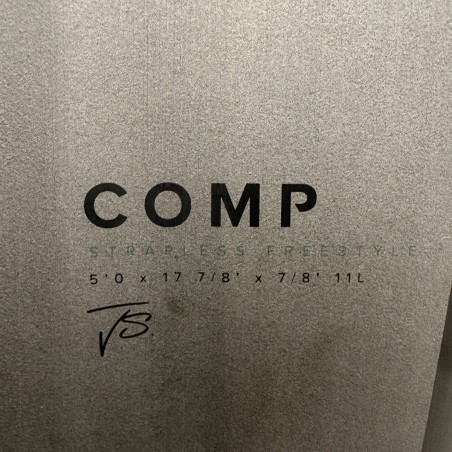 COMP
STRAPLESS FREESTYLE
5'0 x 17 7/8' x 7/8' 11L
JS.